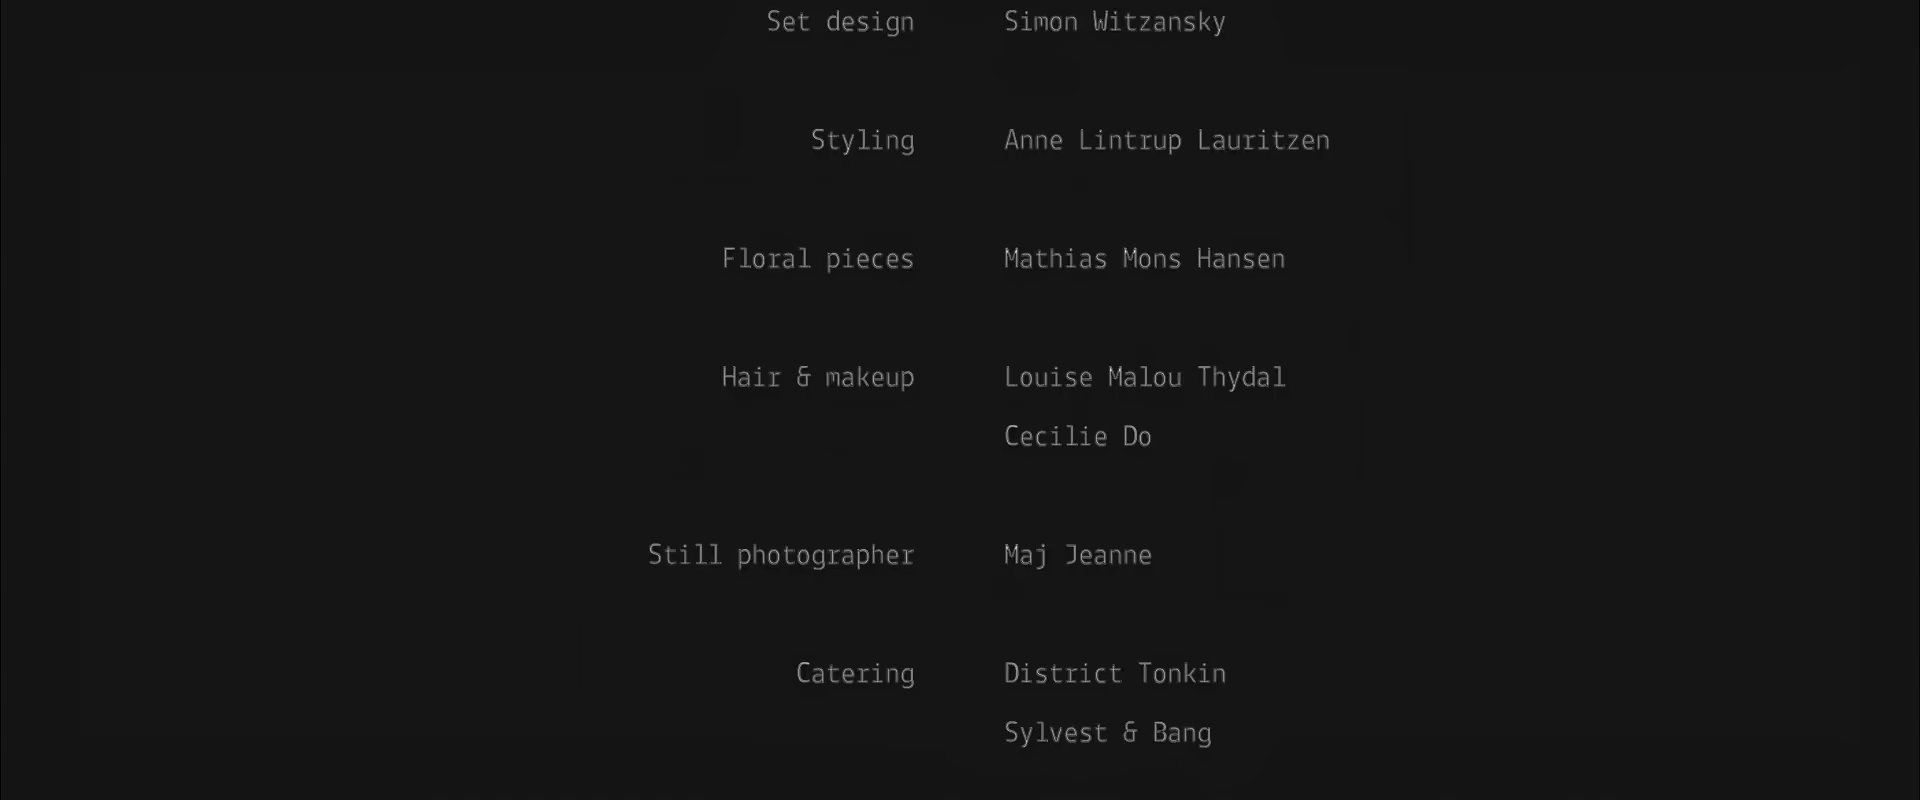 Set design Simon Witzansky
Styling Anne Lintrup Lauritzen
Floral pieces Mathias Mons Hansen
Hair & makeup Louise Malou Thydal
Cecilie Do
Still photographer Maj Jeanne
Catering District Tonkin
Sylvest & Bang